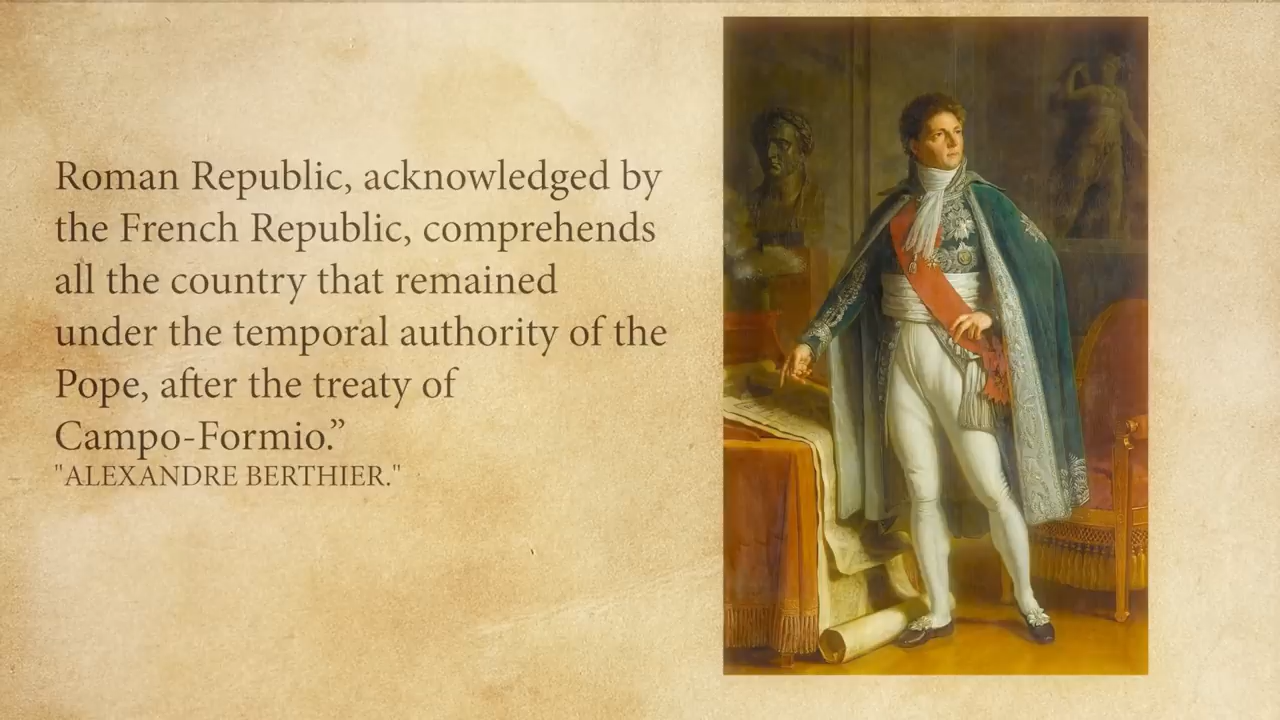 Roman Republic, acknowledged by
the French Republic, comprehends
all the country that remained
under the temporal authority of the
Pope, after the treaty of
Campo-Formio.”
"ALEXANDRE BERTHIER."